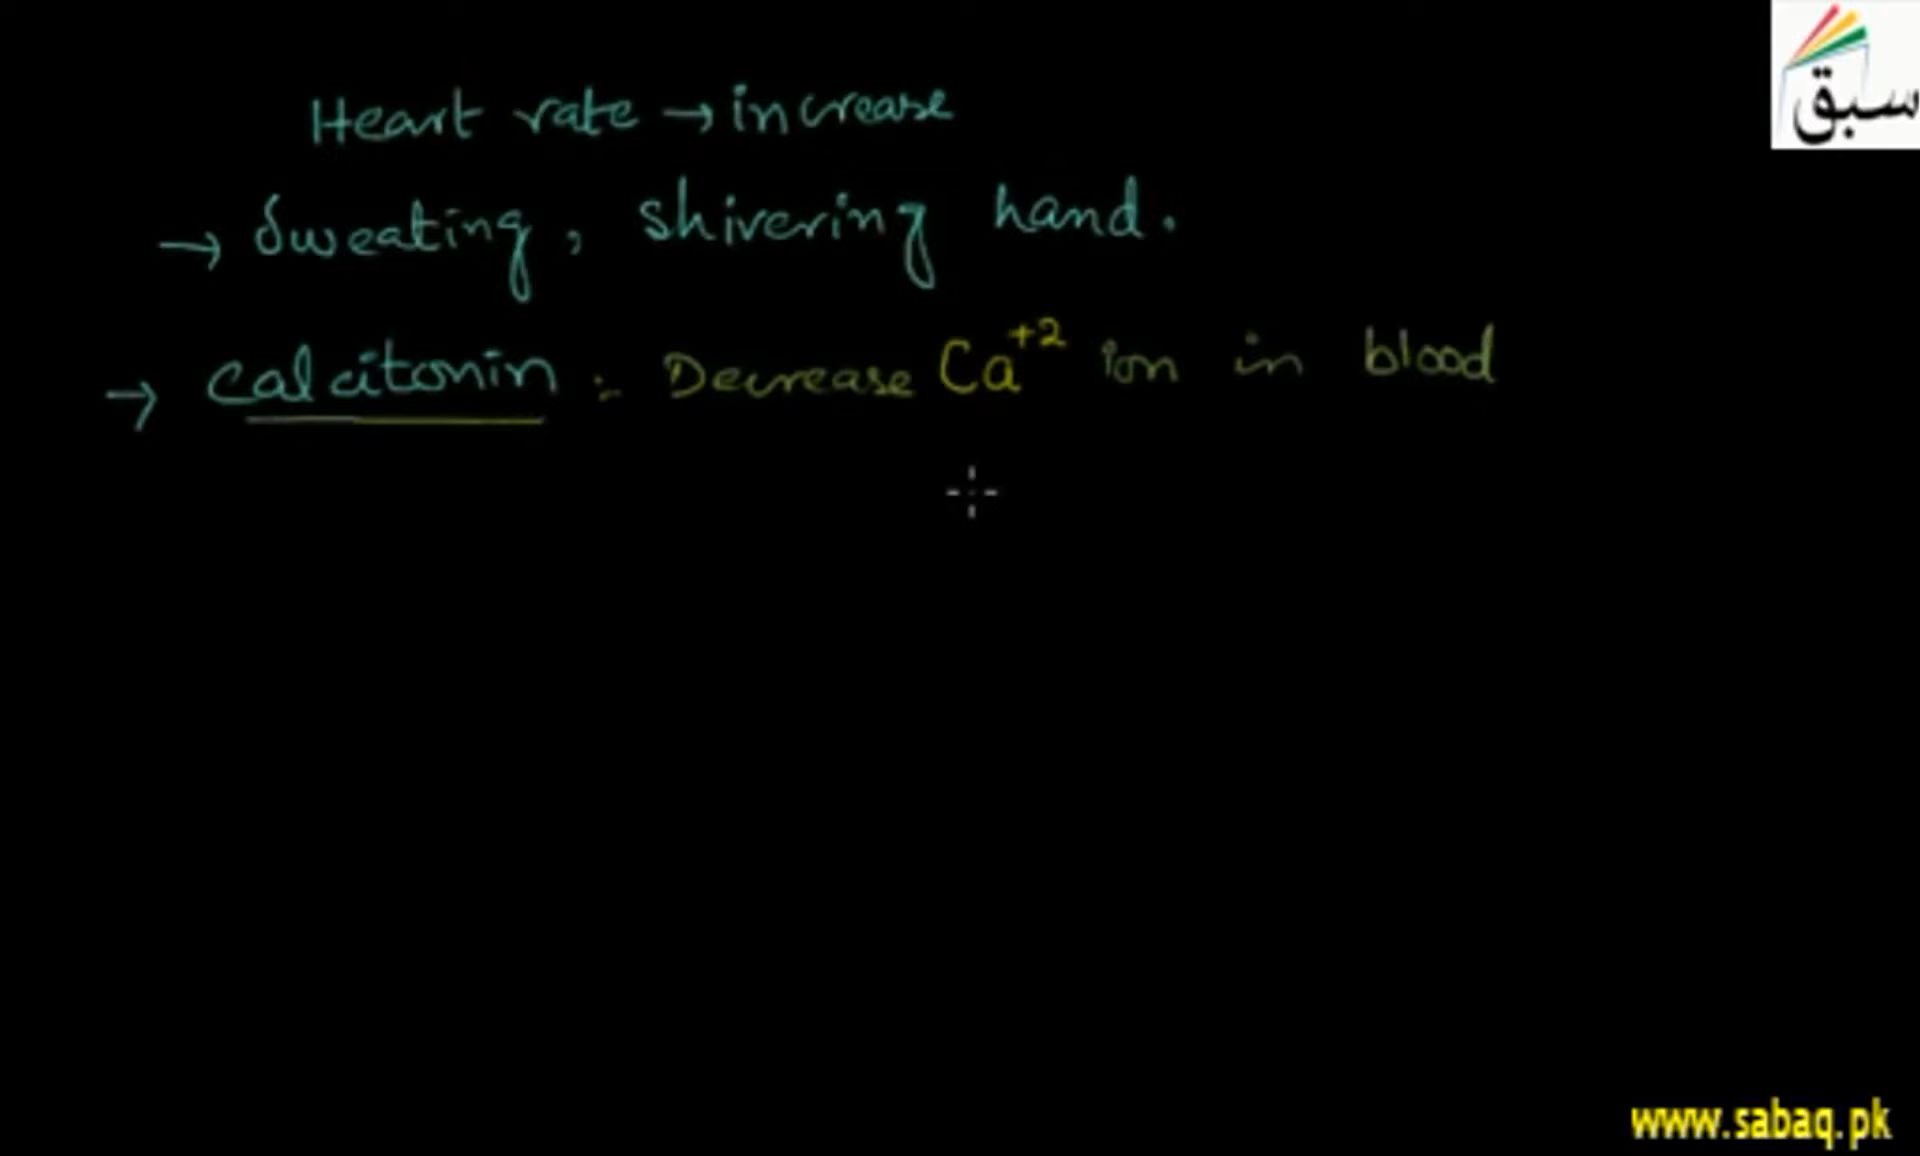 سبق
Heart rate → increase
→ Sweating, shivering hand.
→ Calcitonin :- Decrease Ca⁺² ion in blood
www.sabaq.pk